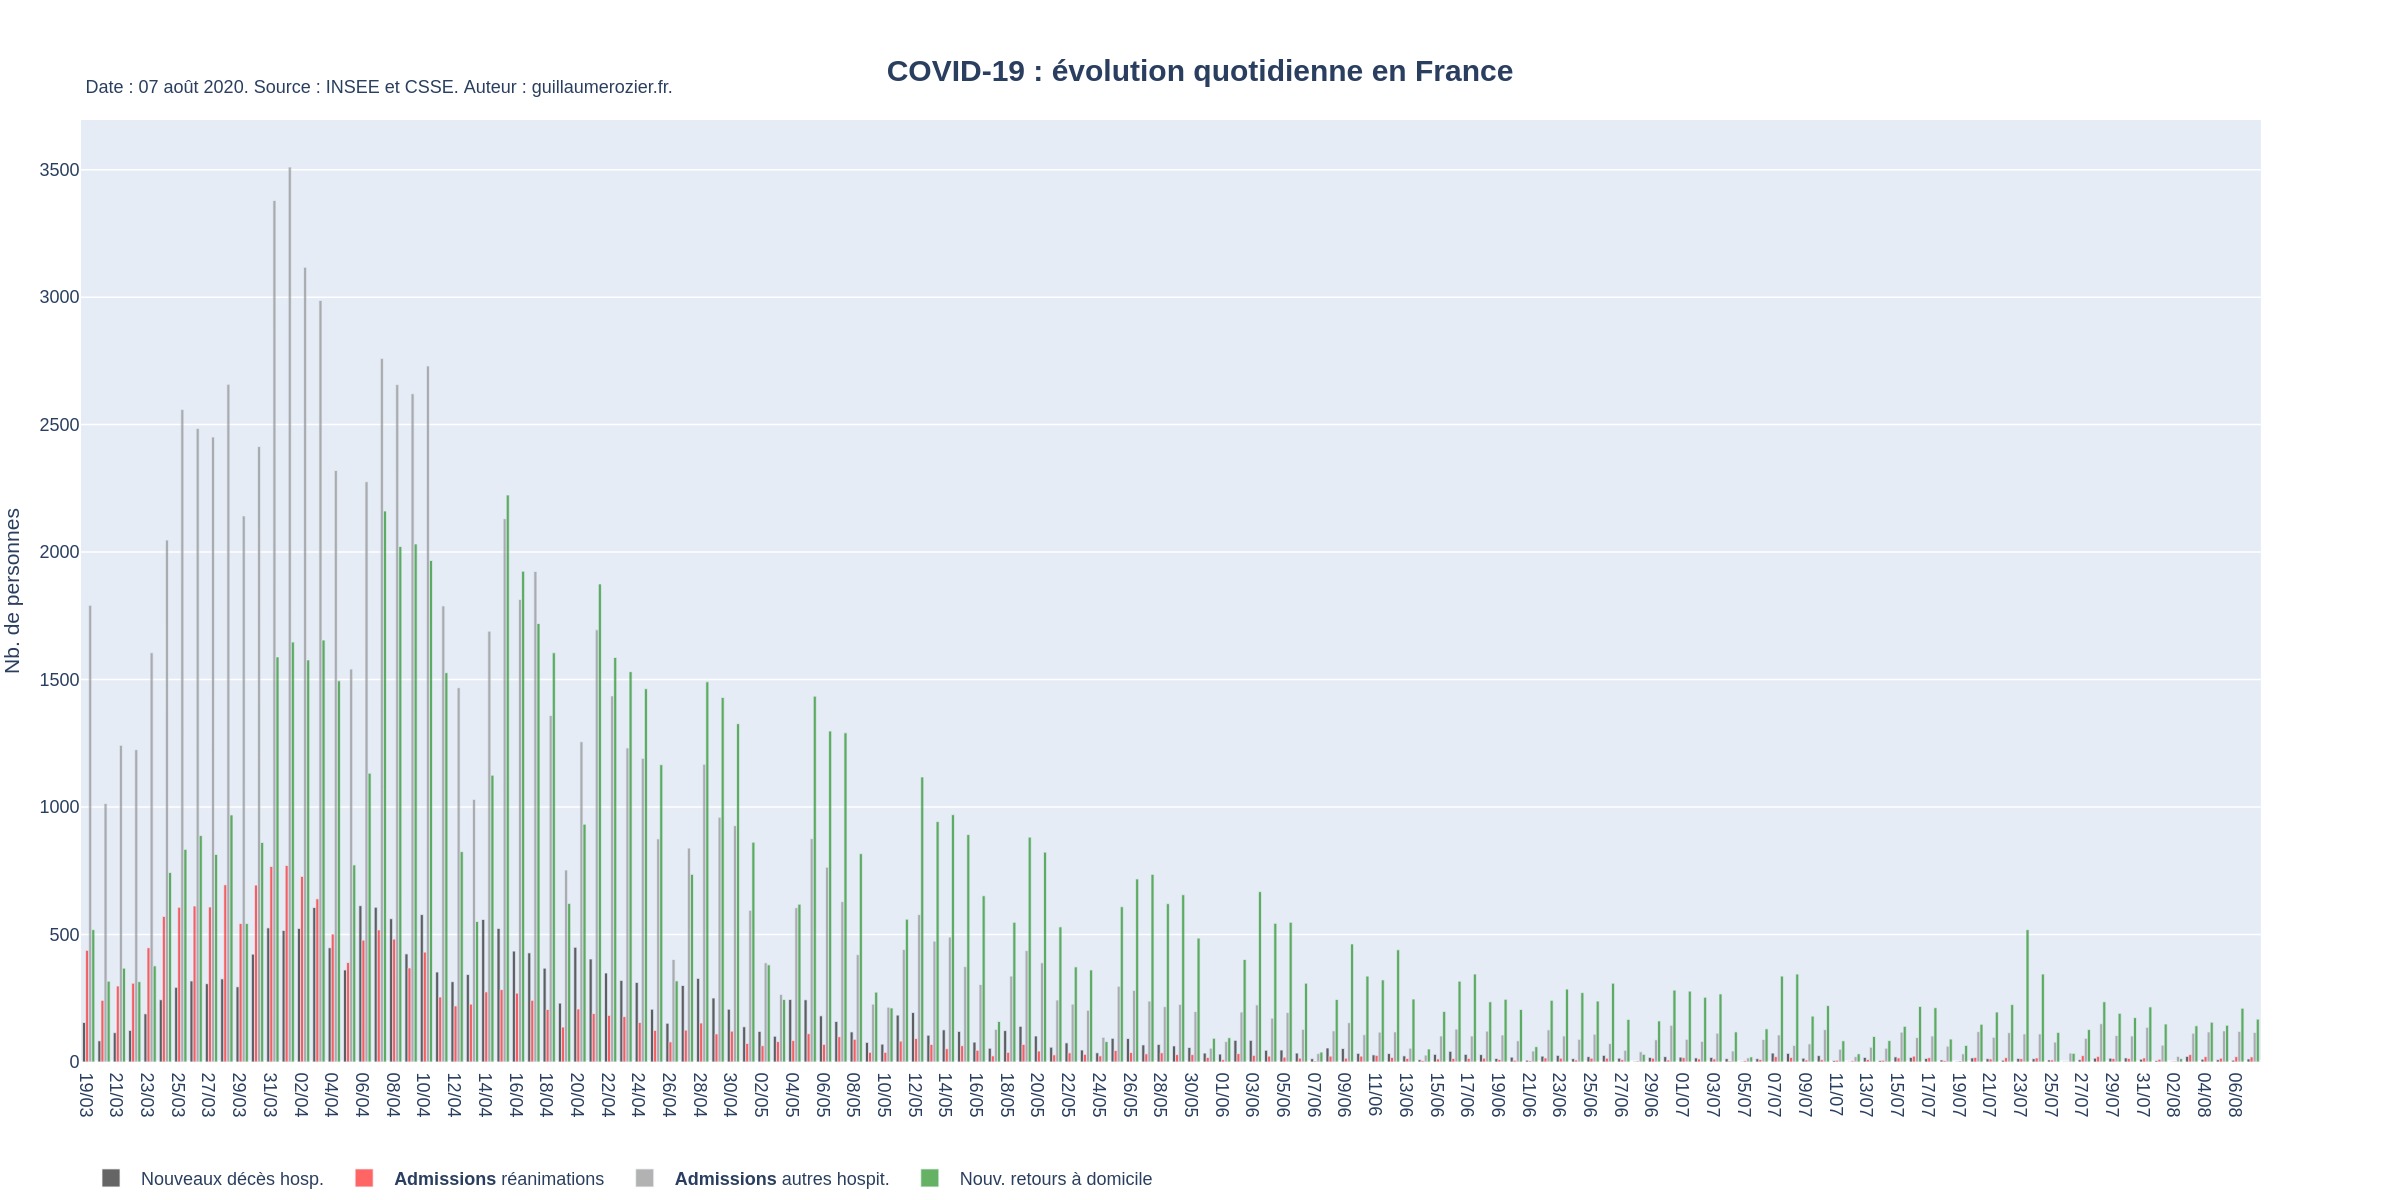 COVID-19 : évolution quotidienne en France
Date : 07 août 2020. Source : INSEE et CSSE. Auteur : guillaumerozier.fr.
Nb. de personnes
3500
3000
2500
2000
1500
1000
500
0
19/03 21/03 23/03 25/03 27/03 29/03 31/03 02/04 04/04 06/04 08/04 10/04 12/04 14/04 16/04 18/04 20/04 22/04 24/04 26/04 28/04 30/04 02/05 04/05 06/05 08/05 10/05 12/05 14/05 16/05 18/05 20/05 22/05 24/05 26/05 28/05 30/05 01/06 03/06 05/06 07/06 09/06 11/06 13/06 15/06 17/06 19/06 21/06 23/06 25/06 27/06 29/06 01/07 03/07 05/07 07/07 09/07 11/07 13/07 15/07 17/07 19/07 21/07 23/07 25/07 27/07 29/07 31/07 02/08 04/08 06/08
Nouveaux décès hosp. Admissions réanimations Admissions autres hospit. Nouv. retours à domicile